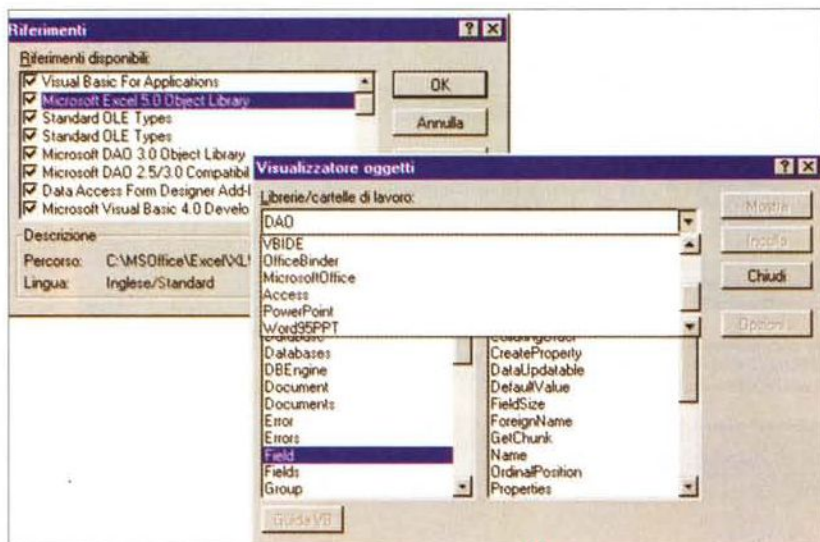 Riferimenti
Riferimenti disponibili:
Visual Basic For Applications
Microsoft Excel 5.0 Object Library
Standard OLE Types
Standard OLE Types
Microsoft DAO 3.0 Object Library
Microsoft DAO 2.5/3.0 Compatibil
Data Access Form Designer Add-I
Microsoft Visual Basic 4.0 Develo
OK
Annulla
Descrizione
Percorso: C:\MSOffice\Excel\XL
Lingua: Inglese/Standard
Visualizzatore oggetti
Librerie/cartelle di lavoro:
DAO
VBIDE
OfficeBinder
MicrosoftOffice
Access
PowerPoint
Word95PPT
Database
Databases
DBEngine
Document
Documents
Error
Errors
Field
Fields
Group
CollatingOrder
CreateProperty
DataUpdatable
DefaultValue
FieldSize
ForeignName
GetChunk
Name
OrdinalPosition
Properties
Mostra
Incolla
Chiudi
Opzioni...
Guida VB